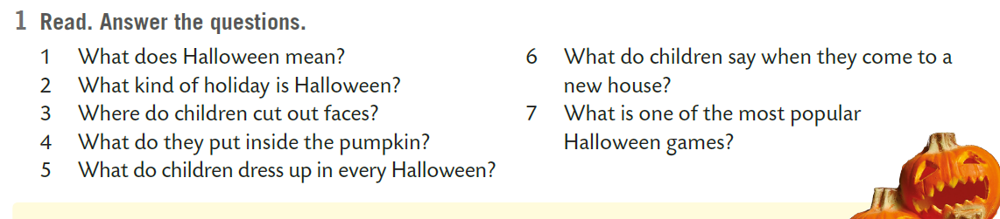 1 Read. Answer the questions.
1 What does Halloween mean?
2 What kind of holiday is Halloween?
3 Where do children cut out faces?
4 What do they put inside the pumpkin?
5 What do children dress up in every Halloween?
6 What do children say when they come to a
new house?
7 What is one of the most popular
Halloween games?